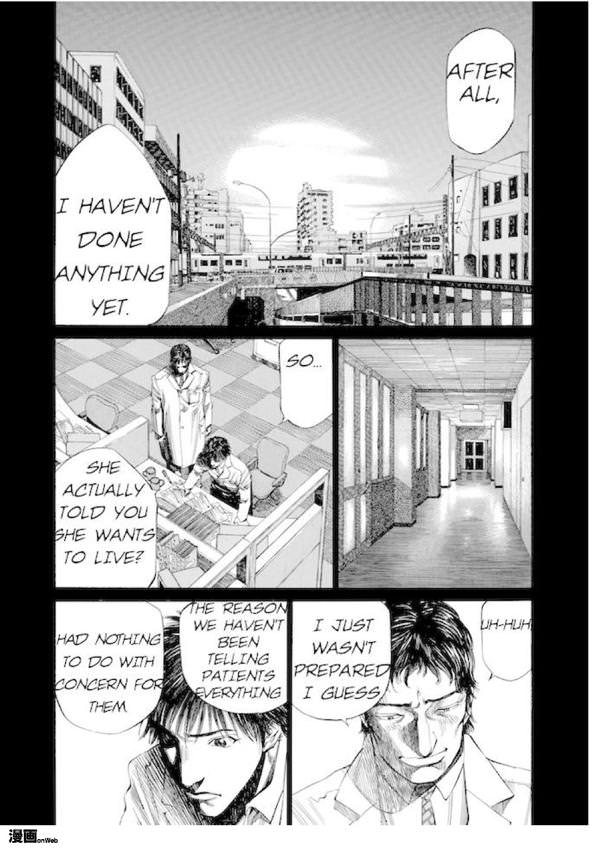 AFTER
ALL,
I HAVEN'T
DONE
ANYTHING
YET.
SO...
SHE
ACTUALLY
TOLD YOU
SHE WANTS
TO LIVE?
UH-HUH
I JUST
WASN'T
PREPARED
I GUESS
THE REASON
WE HAVEN'T
BEEN
TELLING
PATIENTS
EVERYTHING
HAD NOTHING
TO DO WITH
CONCERN FOR
THEM
漫画onWeb